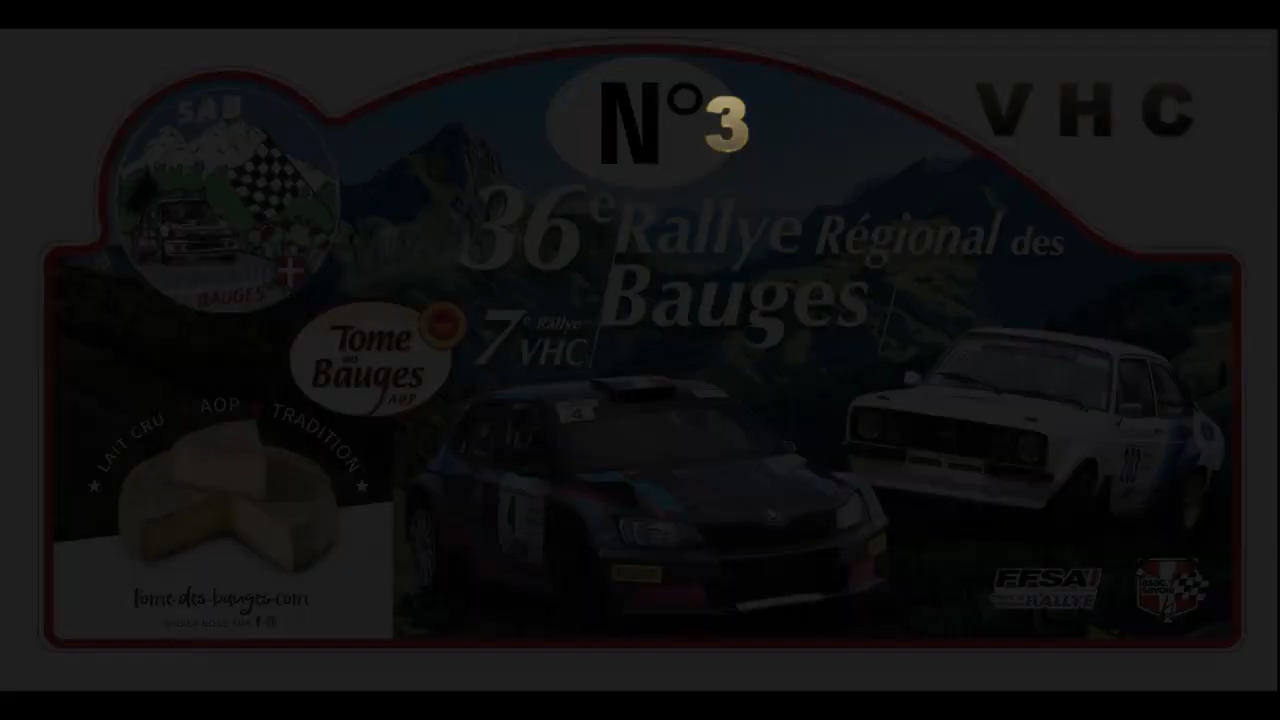 SAB
BAUGES
N°3
VHC
36e Rallye Régional des
Bauges
7e Rallye
VHC
Tome
des
Bauges
AOP
LAIT CRU AOP TRADITION
Tome-des-bauges.com
4
FFSA
RALLYE